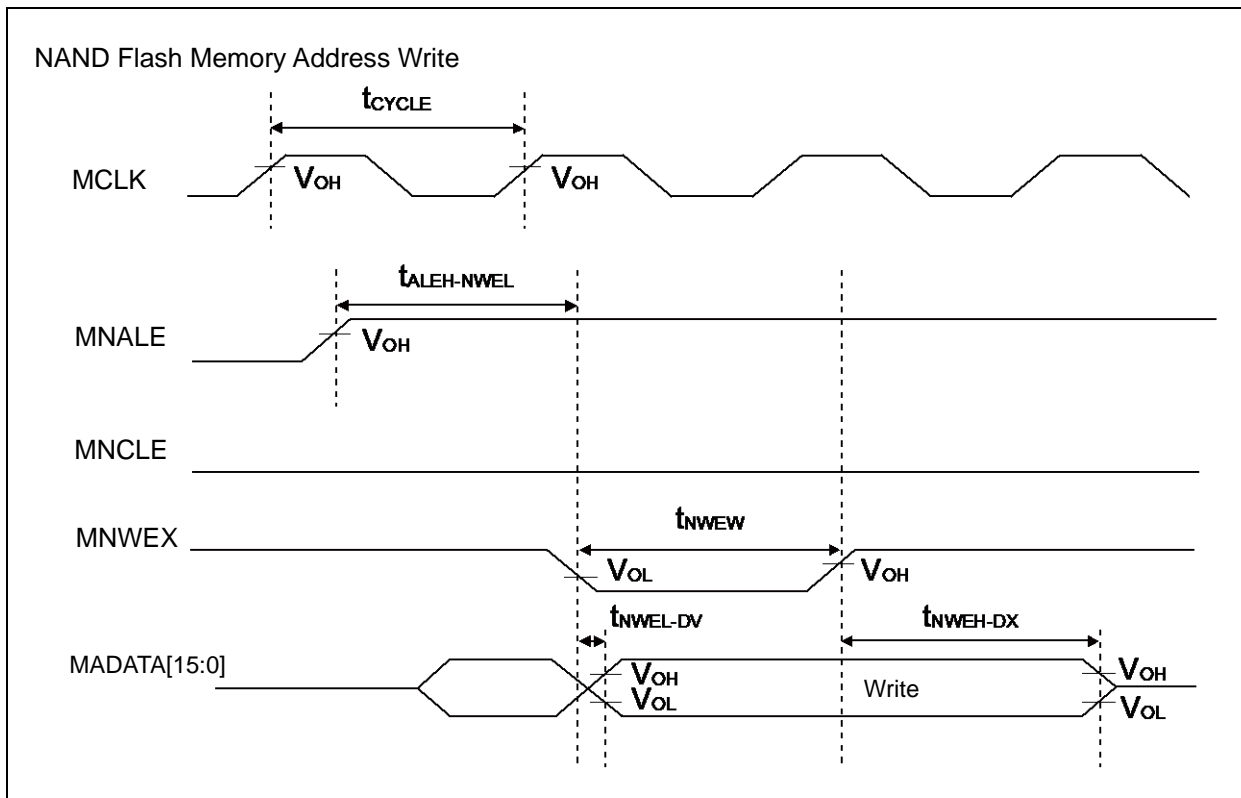 NAND Flash Memory Address Write
tCYCLE
MCLK
VOH
VOH
tALEH-NWEL
MNALE
VOH
MNCLE
tNWEW
MNWEX
VOL
VOH
tNWEL-DV
tNWEH-DX
MADATA[15:0]
VOH
Write
VOH
VOL
VOL